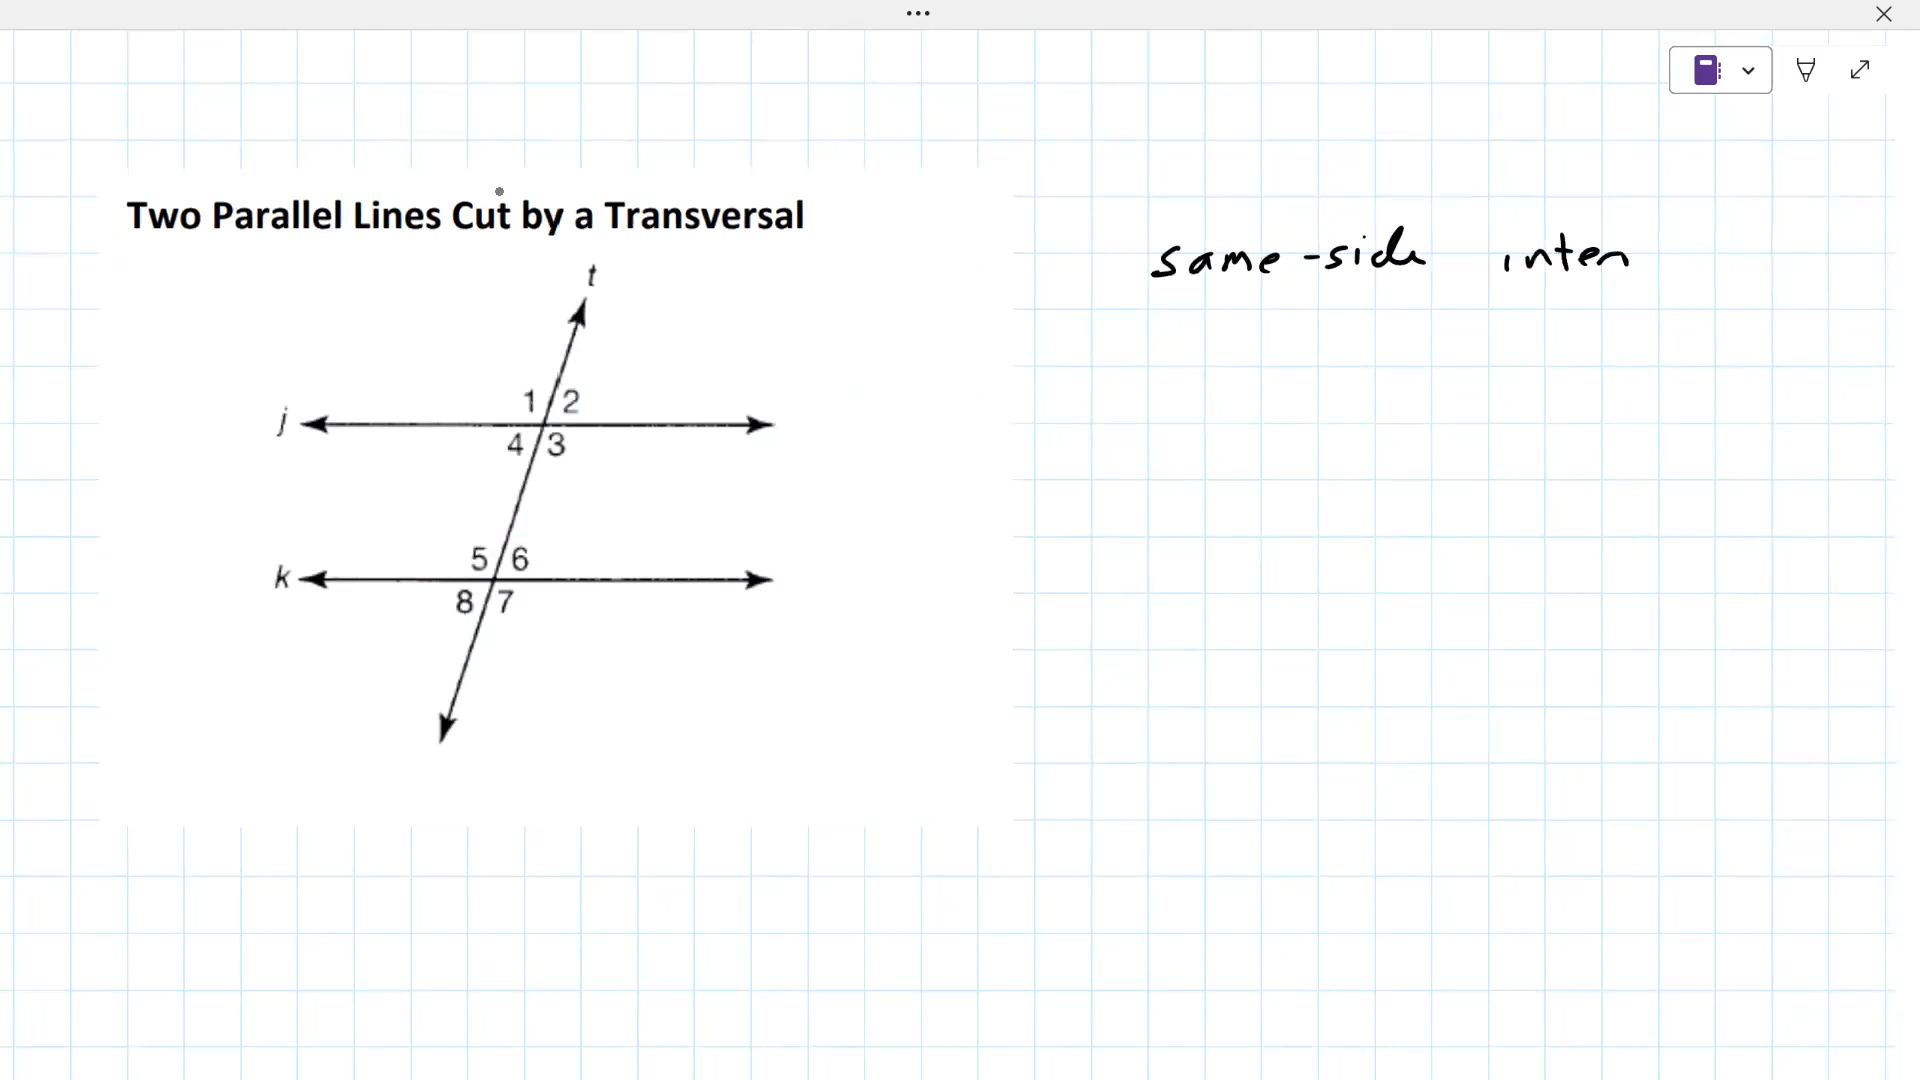 Two Parallel Lines Cut by a Transversal
same-side inter
t
1 2
j
4 3
5 6
k
8 7